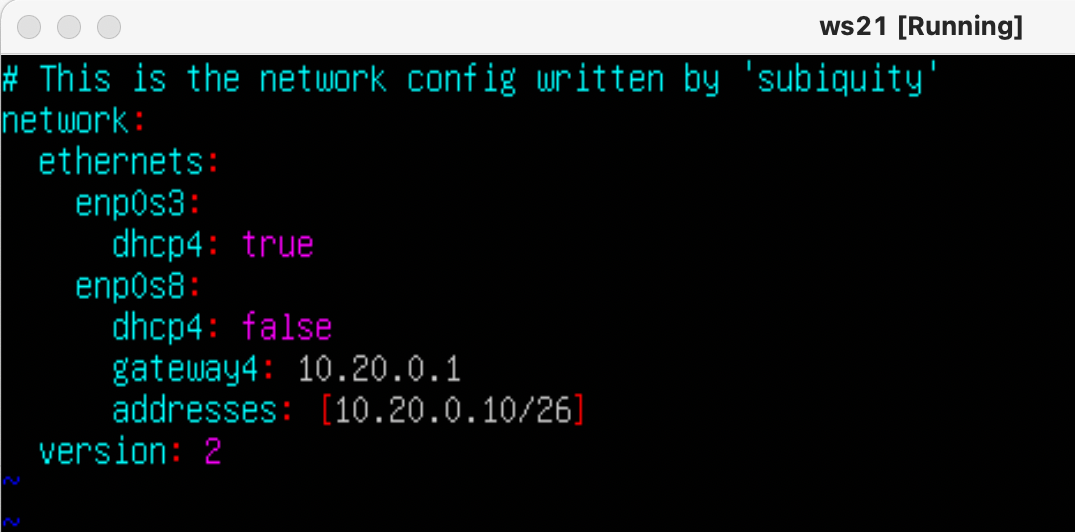 ws21 [Running]
# This is the network config written by 'subiquity'
network:
  ethernets:
    enp0s3:
      dhcp4: true
    enp0s8:
      dhcp4: false
      gateway4: 10.20.0.1
      addresses: [10.20.0.10/26]
  version: 2
~
~